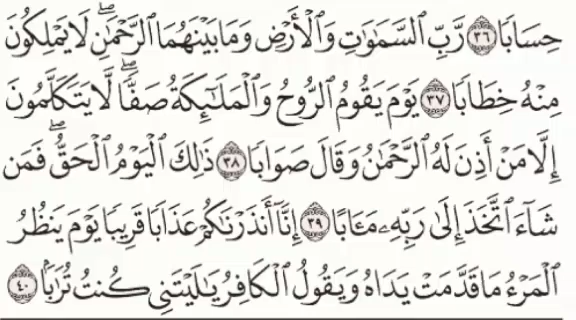 حِسَابًا ٣٦ رَّبِّ ٱلسَّمَٰوَٰتِ وَٱلْأَرْضِ وَمَا بَيْنَهُمَا ٱلرَّحْمَٰنِۖ لَا يَمْلِكُونَ
مِنْهُ خِطَابًا ٣٧ يَوْمَ يَقُومُ ٱلرُّوحُ وَٱلْمَلَٰٓئِكَةُ صَفًّاۖ لَّا يَتَكَلَّمُونَ
إِلَّا مَنْ أَذِنَ لَهُ ٱلرَّحْمَٰنُ وَقَالَ صَوَابًا ٣٨ ذَٰلِكَ ٱلْيَوْمُ ٱلْحَقُّۖ فَمَن
شَآءَ ٱتَّخَذَ إِلَىٰ رَبِّهِۦ مَـَٔابًا ٣٩ إِنَّآ أَنذَرْنَٰكُمْ عَذَابًا قَرِيبًا يَوْمَ يَنظُرُ
ٱلْمَرْءُ مَا قَدَّمَتْ يَدَاهُ وَيَقُولُ ٱلْكَافِرُ يَٰلَيْتَنِى كُنتُ تُرَٰبًۢا ٤٠